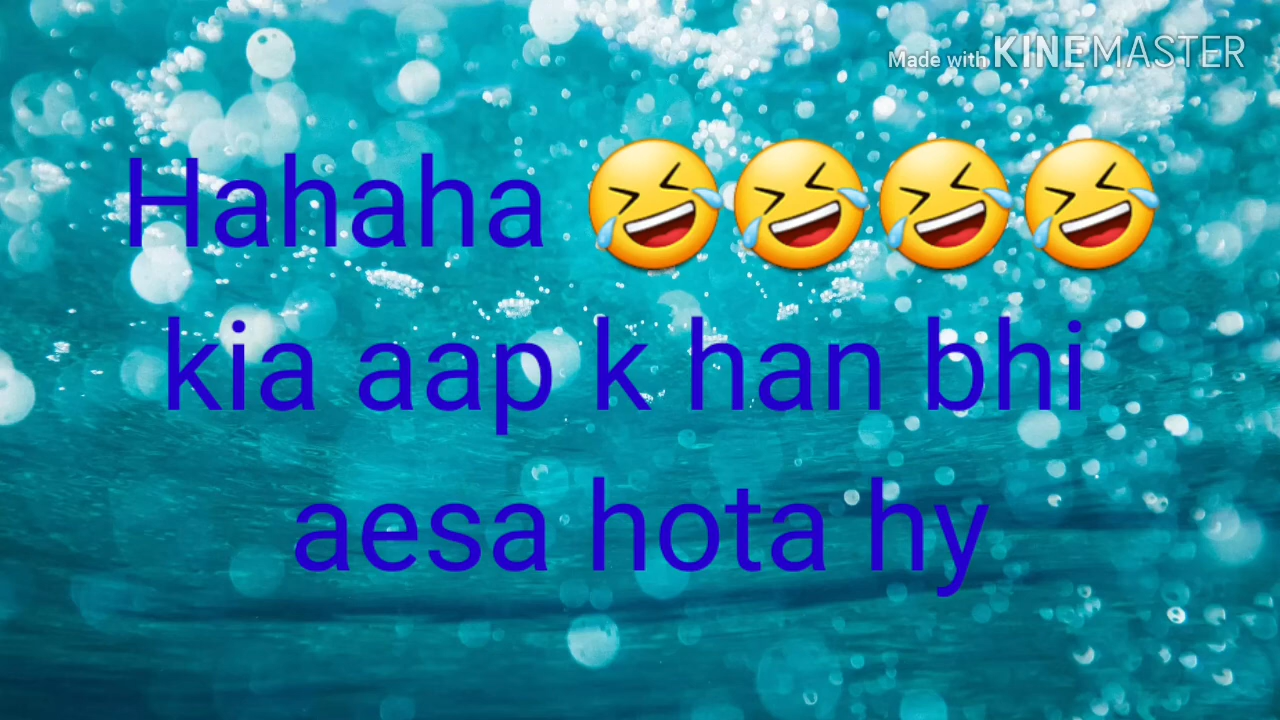 Made with KINEMASTER
Hahaha 🤣🤣🤣🤣
kia aap k han bhi
aesa hota hy